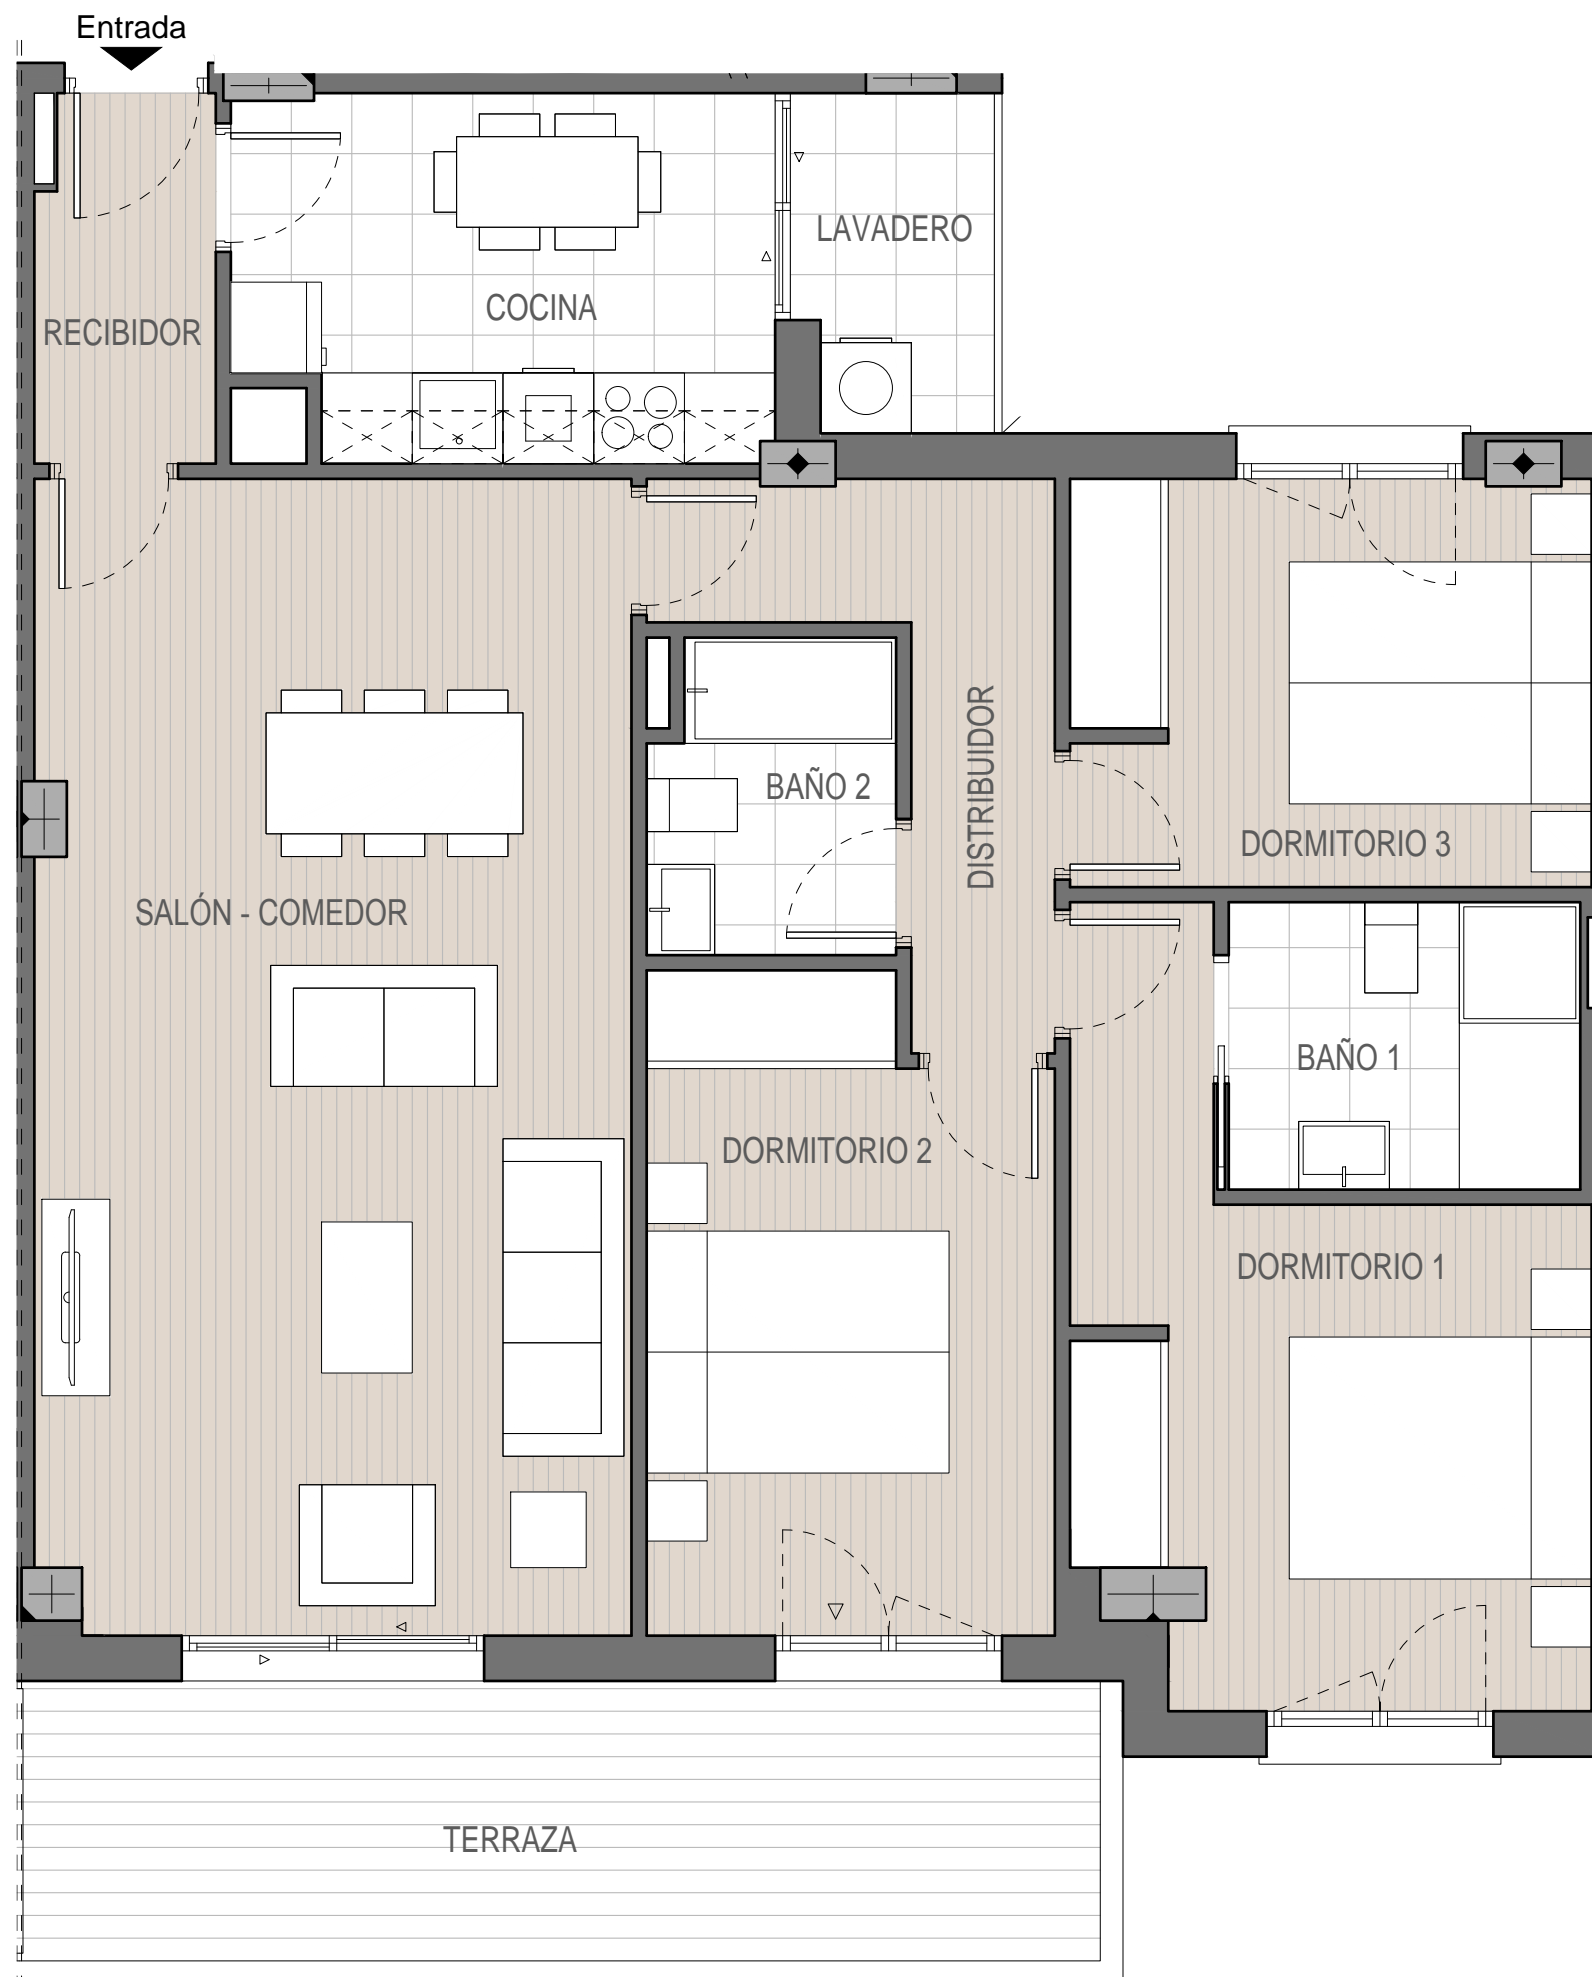 Entrada
LAVADERO
COCINA
RECIBIDOR
DISTRIBUIDOR
BAÑO 2
DORMITORIO 3
SALÓN - COMEDOR
BAÑO 1
DORMITORIO 2
DORMITORIO 1
TERRAZA